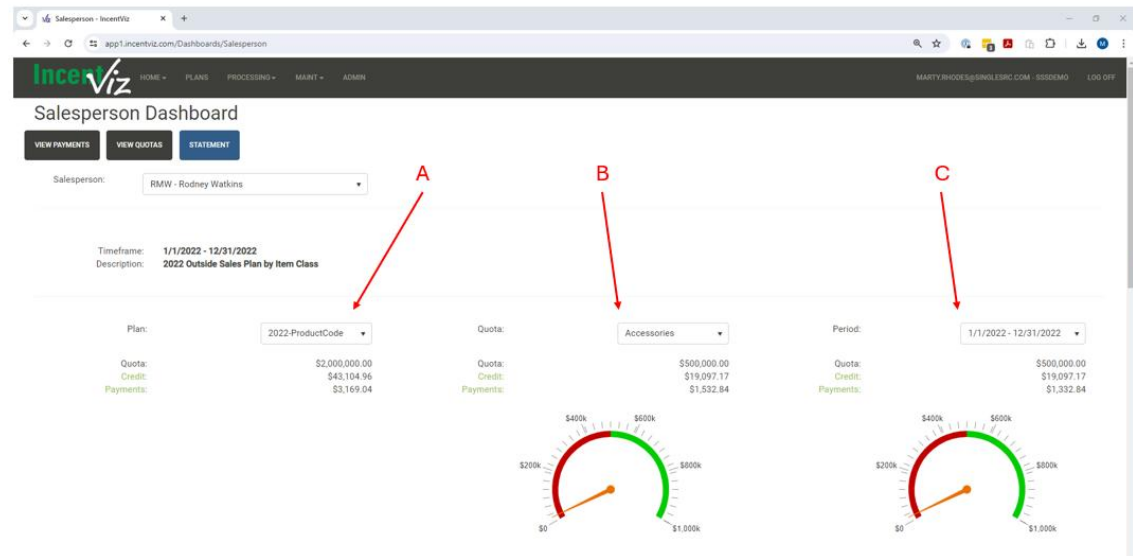 Salesperson - IncentViz
app1.incentviz.com/Dashboards/Salesperson
IncentViz HOME PLANS PROCESSING MAINT ADMIN MARTY.RHODES@SINGLESRC.COM - SSSDEMO LOG OFF
Salesperson Dashboard
VIEW PAYMENTS VIEW QUOTAS STATEMENT
Salesperson: RMW - Rodney Watkins
A B C
Timeframe: 1/1/2022 - 12/31/2022
Description: 2022 Outside Sales Plan by Item Class
Plan: 2022-ProductCode Quota: Accessories Period: 1/1/2022 - 12/31/2022
Quota: $2,000,000.00 Quota: $500,000.00 Quota: $500,000.00
Credit: $43,104.96 Credit: $19,097.17 Credit: $19,097.17
Payments: $3,169.04 Payments: $1,532.84 Payments: $1,332.84
$400k $600k $400k $600k
$200k $800k $200k $800k
$0 $1,000k $0 $1,000k